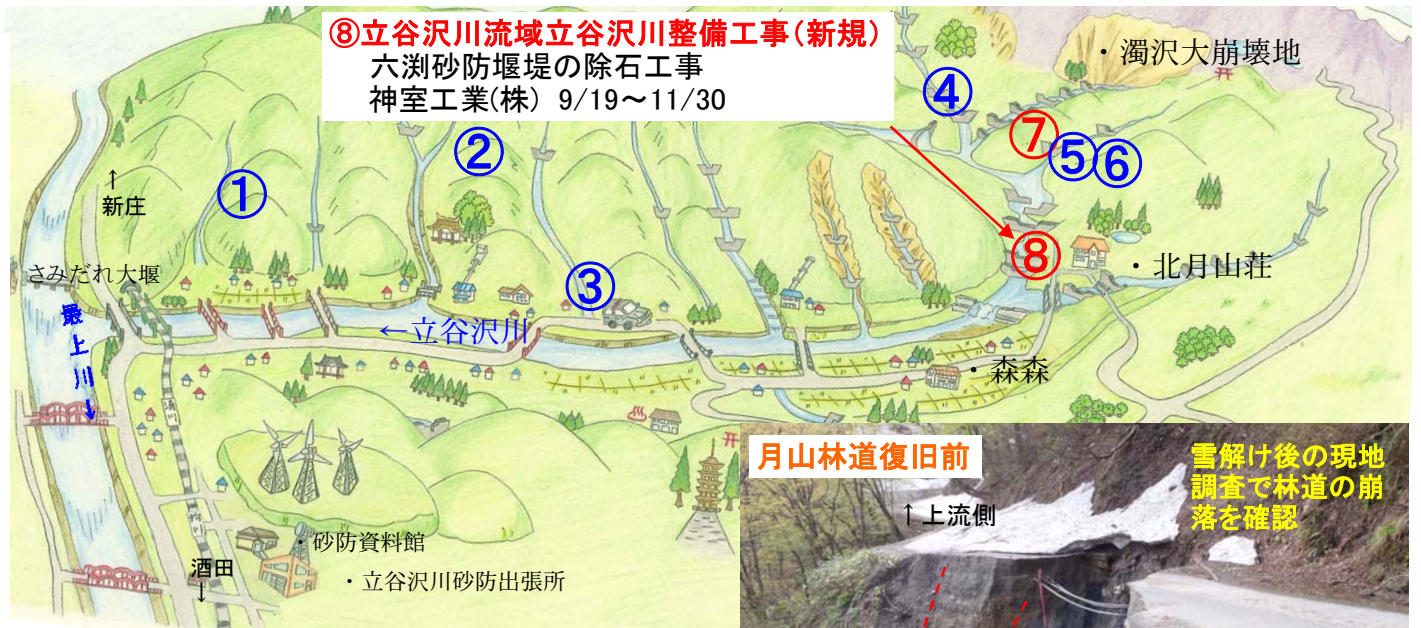 ⑧立谷沢川流域立谷沢川整備工事(新規)
六渕砂防堰堤の除石工事
神室工業(株) 9/19～11/30
・濁沢大崩壊地
④
⑦
⑤
⑥
②
①
↑
新庄
⑧
・北月山荘
さみだれ大堰
③
最上川↓
←立谷沢川
・森森
月山林道復旧前
雪解け後の現地
調査で林道の崩
落を確認
↑上流側
・砂防資料館
酒田
↓
・立谷沢川砂防出張所